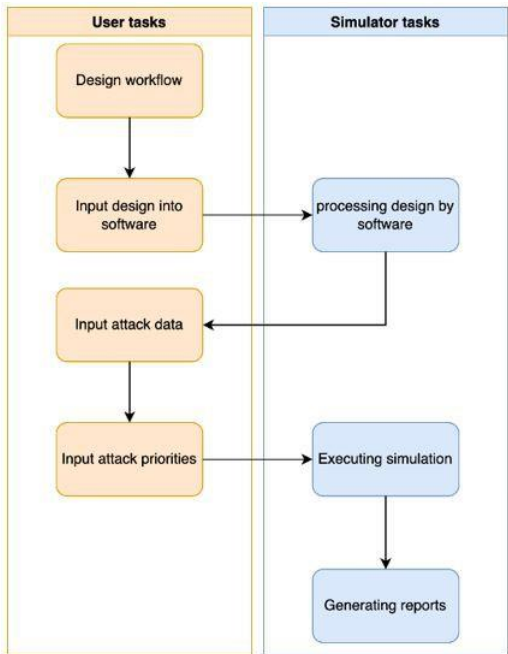 User tasks
Simulator tasks
Design workflow
Input design into
software
processing design by
software
Input attack data
Input attack priorities
Executing simulation
Generating reports